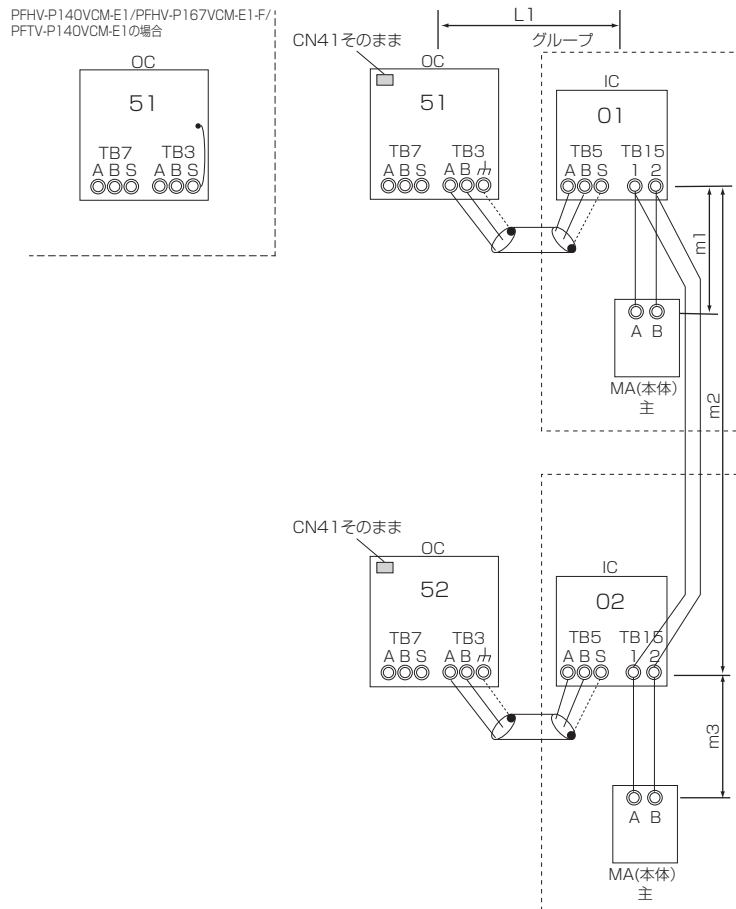 PFHV-P140VCM-E1/PFHV-P167VCM-E1-F/
PFTV-P140VCM-E1の場合
OC
51
TB7 TB3
A B S A B S
L1
グループ
CN41そのまま
OC
51
TB7 TB3
A B S A B
IC
01
TB5 TB15
A B S 1 2
m1
A B
MA(本体)
主
m2
CN41そのまま
OC
52
TB7 TB3
A B S A B
IC
02
TB5 TB15
A B S 1 2
m3
A B
MA(本体)
主